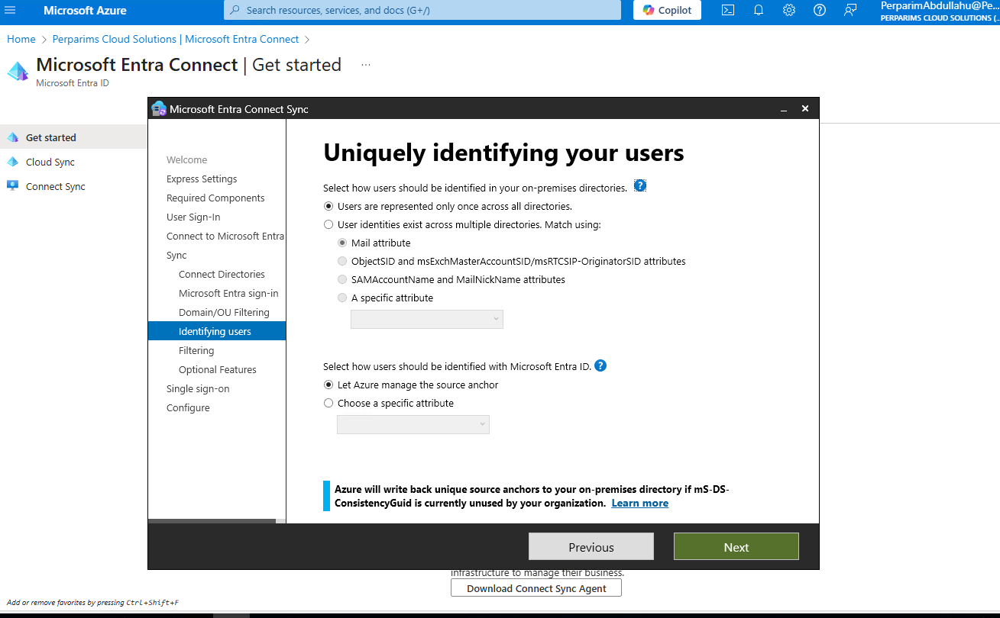 Microsoft Azure
Search resources, services, and docs (G+/)
Copilot
PerparimAbdullahu@Pe...
PERPARIMS CLOUD SOLUTIONS (...
Home > Perparims Cloud Solutions | Microsoft Entra Connect >
Microsoft Entra Connect | Get started ...
Microsoft Entra ID
Get started
Cloud Sync
Connect Sync
Microsoft Entra Connect Sync
Welcome
Express Settings
Required Components
User Sign-In
Connect to Microsoft Entra
Sync
Connect Directories
Microsoft Entra sign-in
Domain/OU Filtering
Identifying users
Filtering
Optional Features
Single sign-on
Configure
Uniquely identifying your users
Select how users should be identified in your on-premises directories. ?
Users are represented only once across all directories.
User identities exist across multiple directories. Match using:
Mail attribute
ObjectSID and msExchMasterAccountSID/msRTCSIP-OriginatorSID attributes
SAMAccountName and MailNickName attributes
A specific attribute
Select how users should be identified with Microsoft Entra ID. ?
Let Azure manage the source anchor
Choose a specific attribute
Azure will write back unique source anchors to your on-premises directory if mS-DS-
ConsistencyGuid is currently unused by your organization. Learn more
Previous
Next
infrastructure to manage their business.
Download Connect Sync Agent
Add or remove favorites by pressing Ctrl+Shift+F